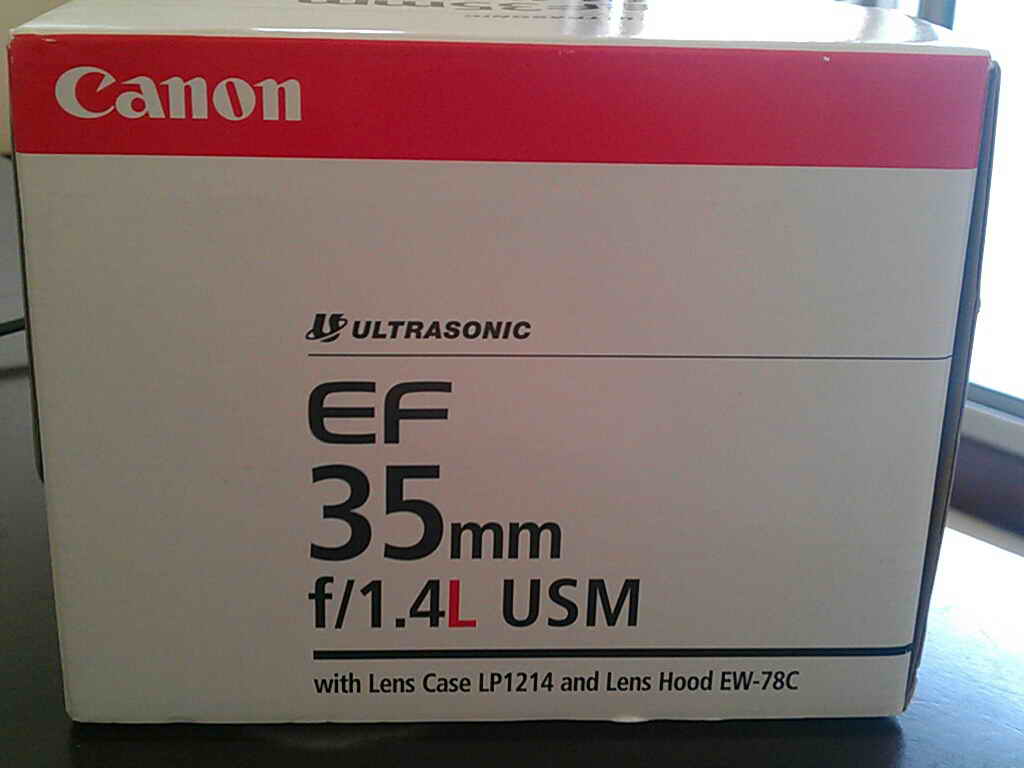 Canon
ULTRASONIC
EF
35mm
f/1.4L USM
with Lens Case LP1214 and Lens Hood EW-78C